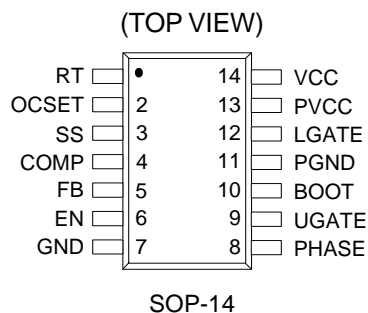 (TOP VIEW)
RT 14 VCC
OCSET 2 13 PVCC
SS 3 12 LGATE
COMP 4 11 PGND
FB 5 10 BOOT
EN 6 9 UGATE
GND 7 8 PHASE
SOP-14